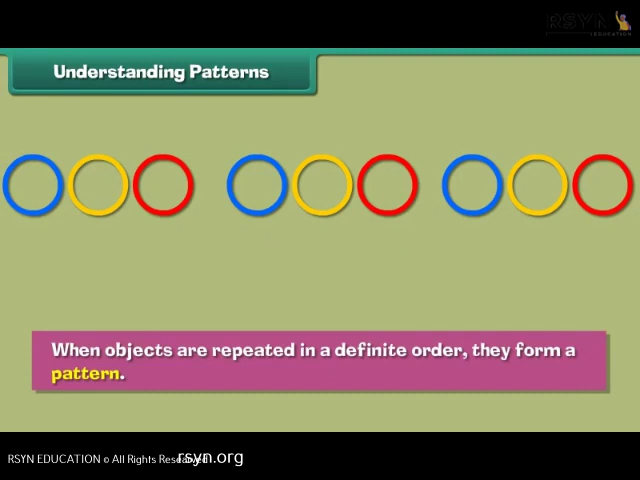 RSYN
EDUCATION
Understanding Patterns
When objects are repeated in a definite order, they form a
pattern.
RSYN EDUCATION © All Rights Reserved
rsyn.org